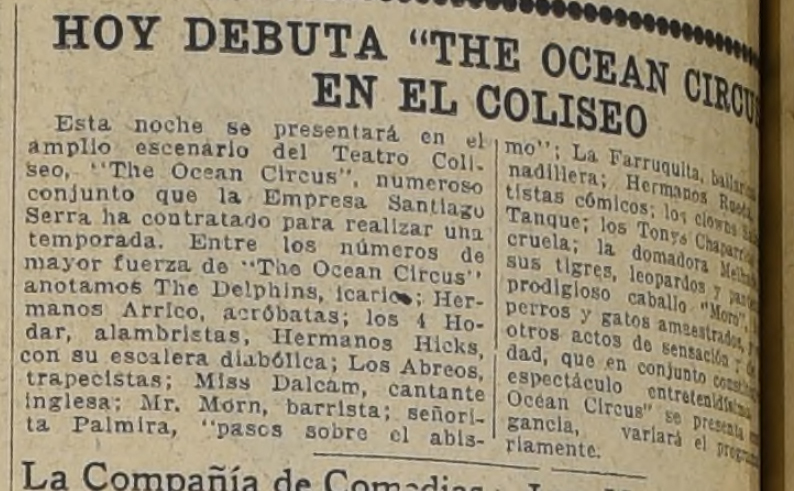 HOY DEBUTA "THE OCEAN CIRCUS
EN EL COLISEO
Esta noche se presentará en el
amplio escenario del Teatro Coli-
seo, "The Ocean Circus", numeroso
conjunto que la Empresa Santiago
Serra ha contratado para realizar una
temporada. Entre los números de
mayor fuerza de "The Ocean Circus"
anotamos The Delphins, icarios; Her-
manos Arrico, acróbatas; los 4 Ho-
dar, alambristas, Hermanos Hicks,
con su escalera diabólica; Los Abreos,
trapecistas; Miss Dalcam, cantante
inglesa; Mr. Morn, barrista; señori-
ta Palmira, "pasos sobre el abis-
mo"; La Farruquita,
nadillera; Hermanos Rueda,
tistas cómicos; los clowns
Tanque; los Tonys
cruela; la domadora
sus tigres, leopardos y
prodigioso caballo "Moro",
perros y gatos amaestrados,
otros actos de sensación
dad, que en conjunto
espectáculo
Ocean Circus" se presenta
gancia, variará el
riamente.
La Compañía de Comedias